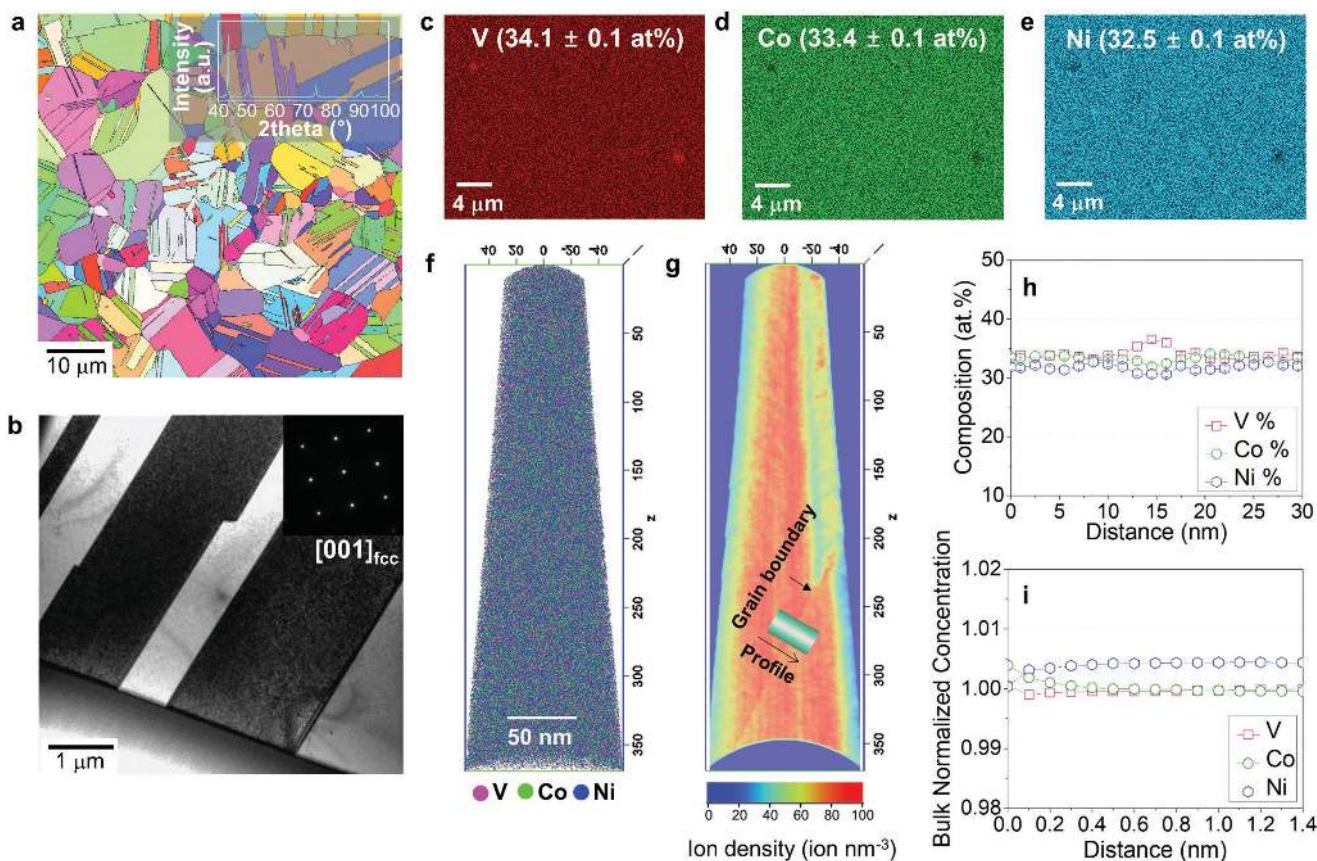 a
Intensity
(a.u.)
40 50 60 70 80 90 100
2theta (°)
10 μm
b
[001]fcc
1 μm
c
V (34.1 ± 0.1 at%)
4 μm
d
Co (33.4 ± 0.1 at%)
4 μm
e
Ni (32.5 ± 0.1 at%)
4 μm
f
40 20 0 -20 -40
50
100
150
z
200
250
300
350
50 nm
V Co Ni
g
40 20 0 -20 -40
50
100
150
z
200
250
300
350
Grain boundary
Profile
0 20 40 60 80 100
Ion density (ion nm⁻³)
h
Composition (at.%)
50
40
30
20
10
0 5 10 15 20 25 30
Distance (nm)
V %
Co %
Ni %
i
Bulk Normalized Concentration
1.02
1.01
1.00
0.99
0.98
0.0 0.2 0.4 0.6 0.8 1.0 1.2 1.4
Distance (nm)
V
Co
Ni